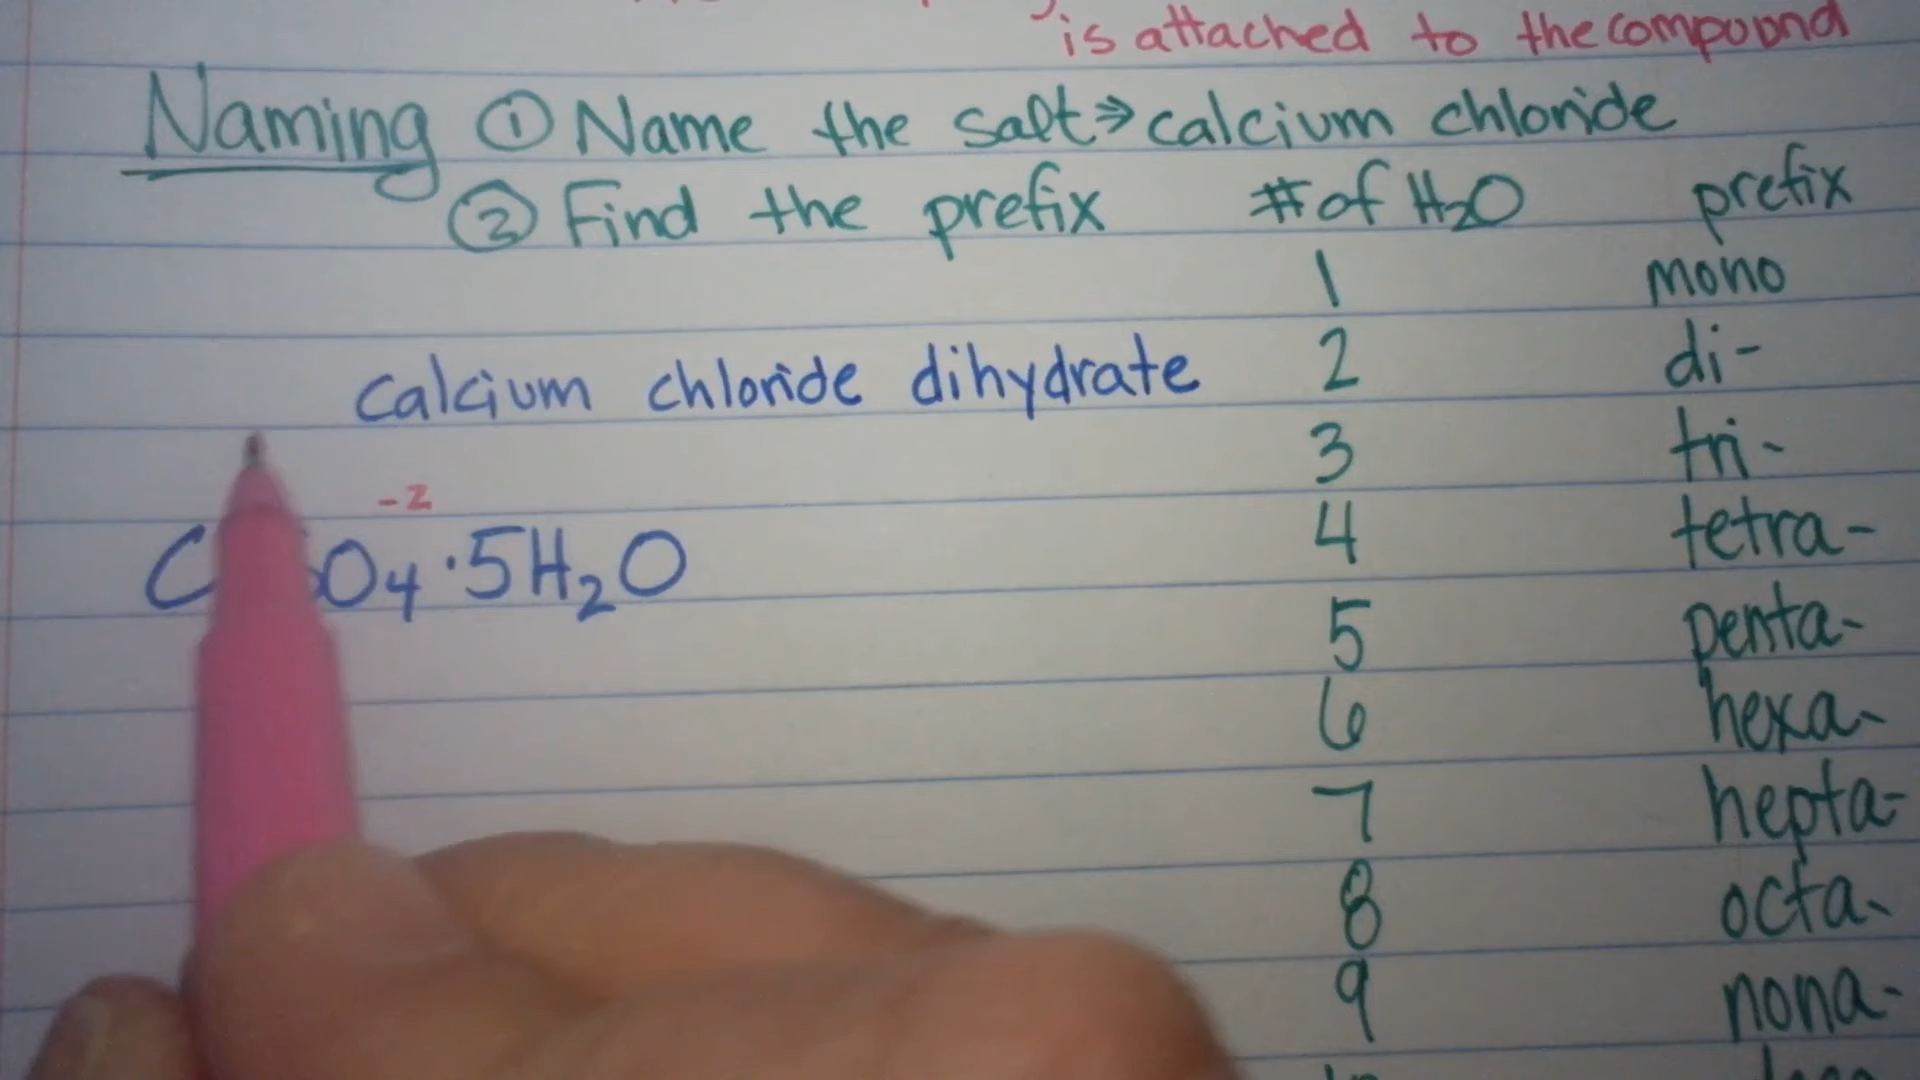 is attached to the compound
Naming ① Name the salt ⇒ calcium chloride
② Find the prefix # of H₂O prefix
1 mono
calcium chloride dihydrate 2 di-
3 tri-
-2
C O₄ · 5H₂O 4 tetra-
5 penta-
6 hexa-
7 hepta-
8 octa-
9 nona-